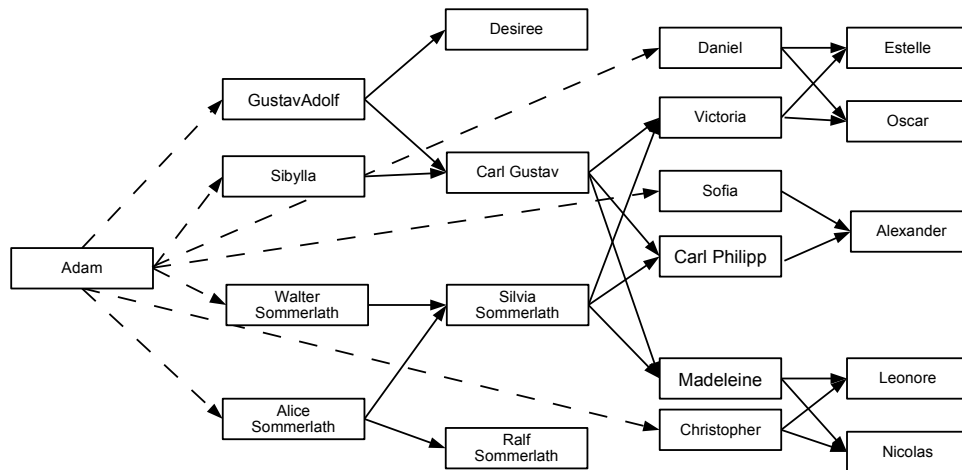 Desiree
Daniel
Estelle
GustavAdolf
Victoria
Oscar
Sibylla
Carl Gustav
Sofia
Alexander
Adam
Carl Philipp
Walter
Sommerlath
Silvia
Sommerlath
Madeleine
Leonore
Alice
Sommerlath
Christopher
Ralf
Sommerlath
Nicolas